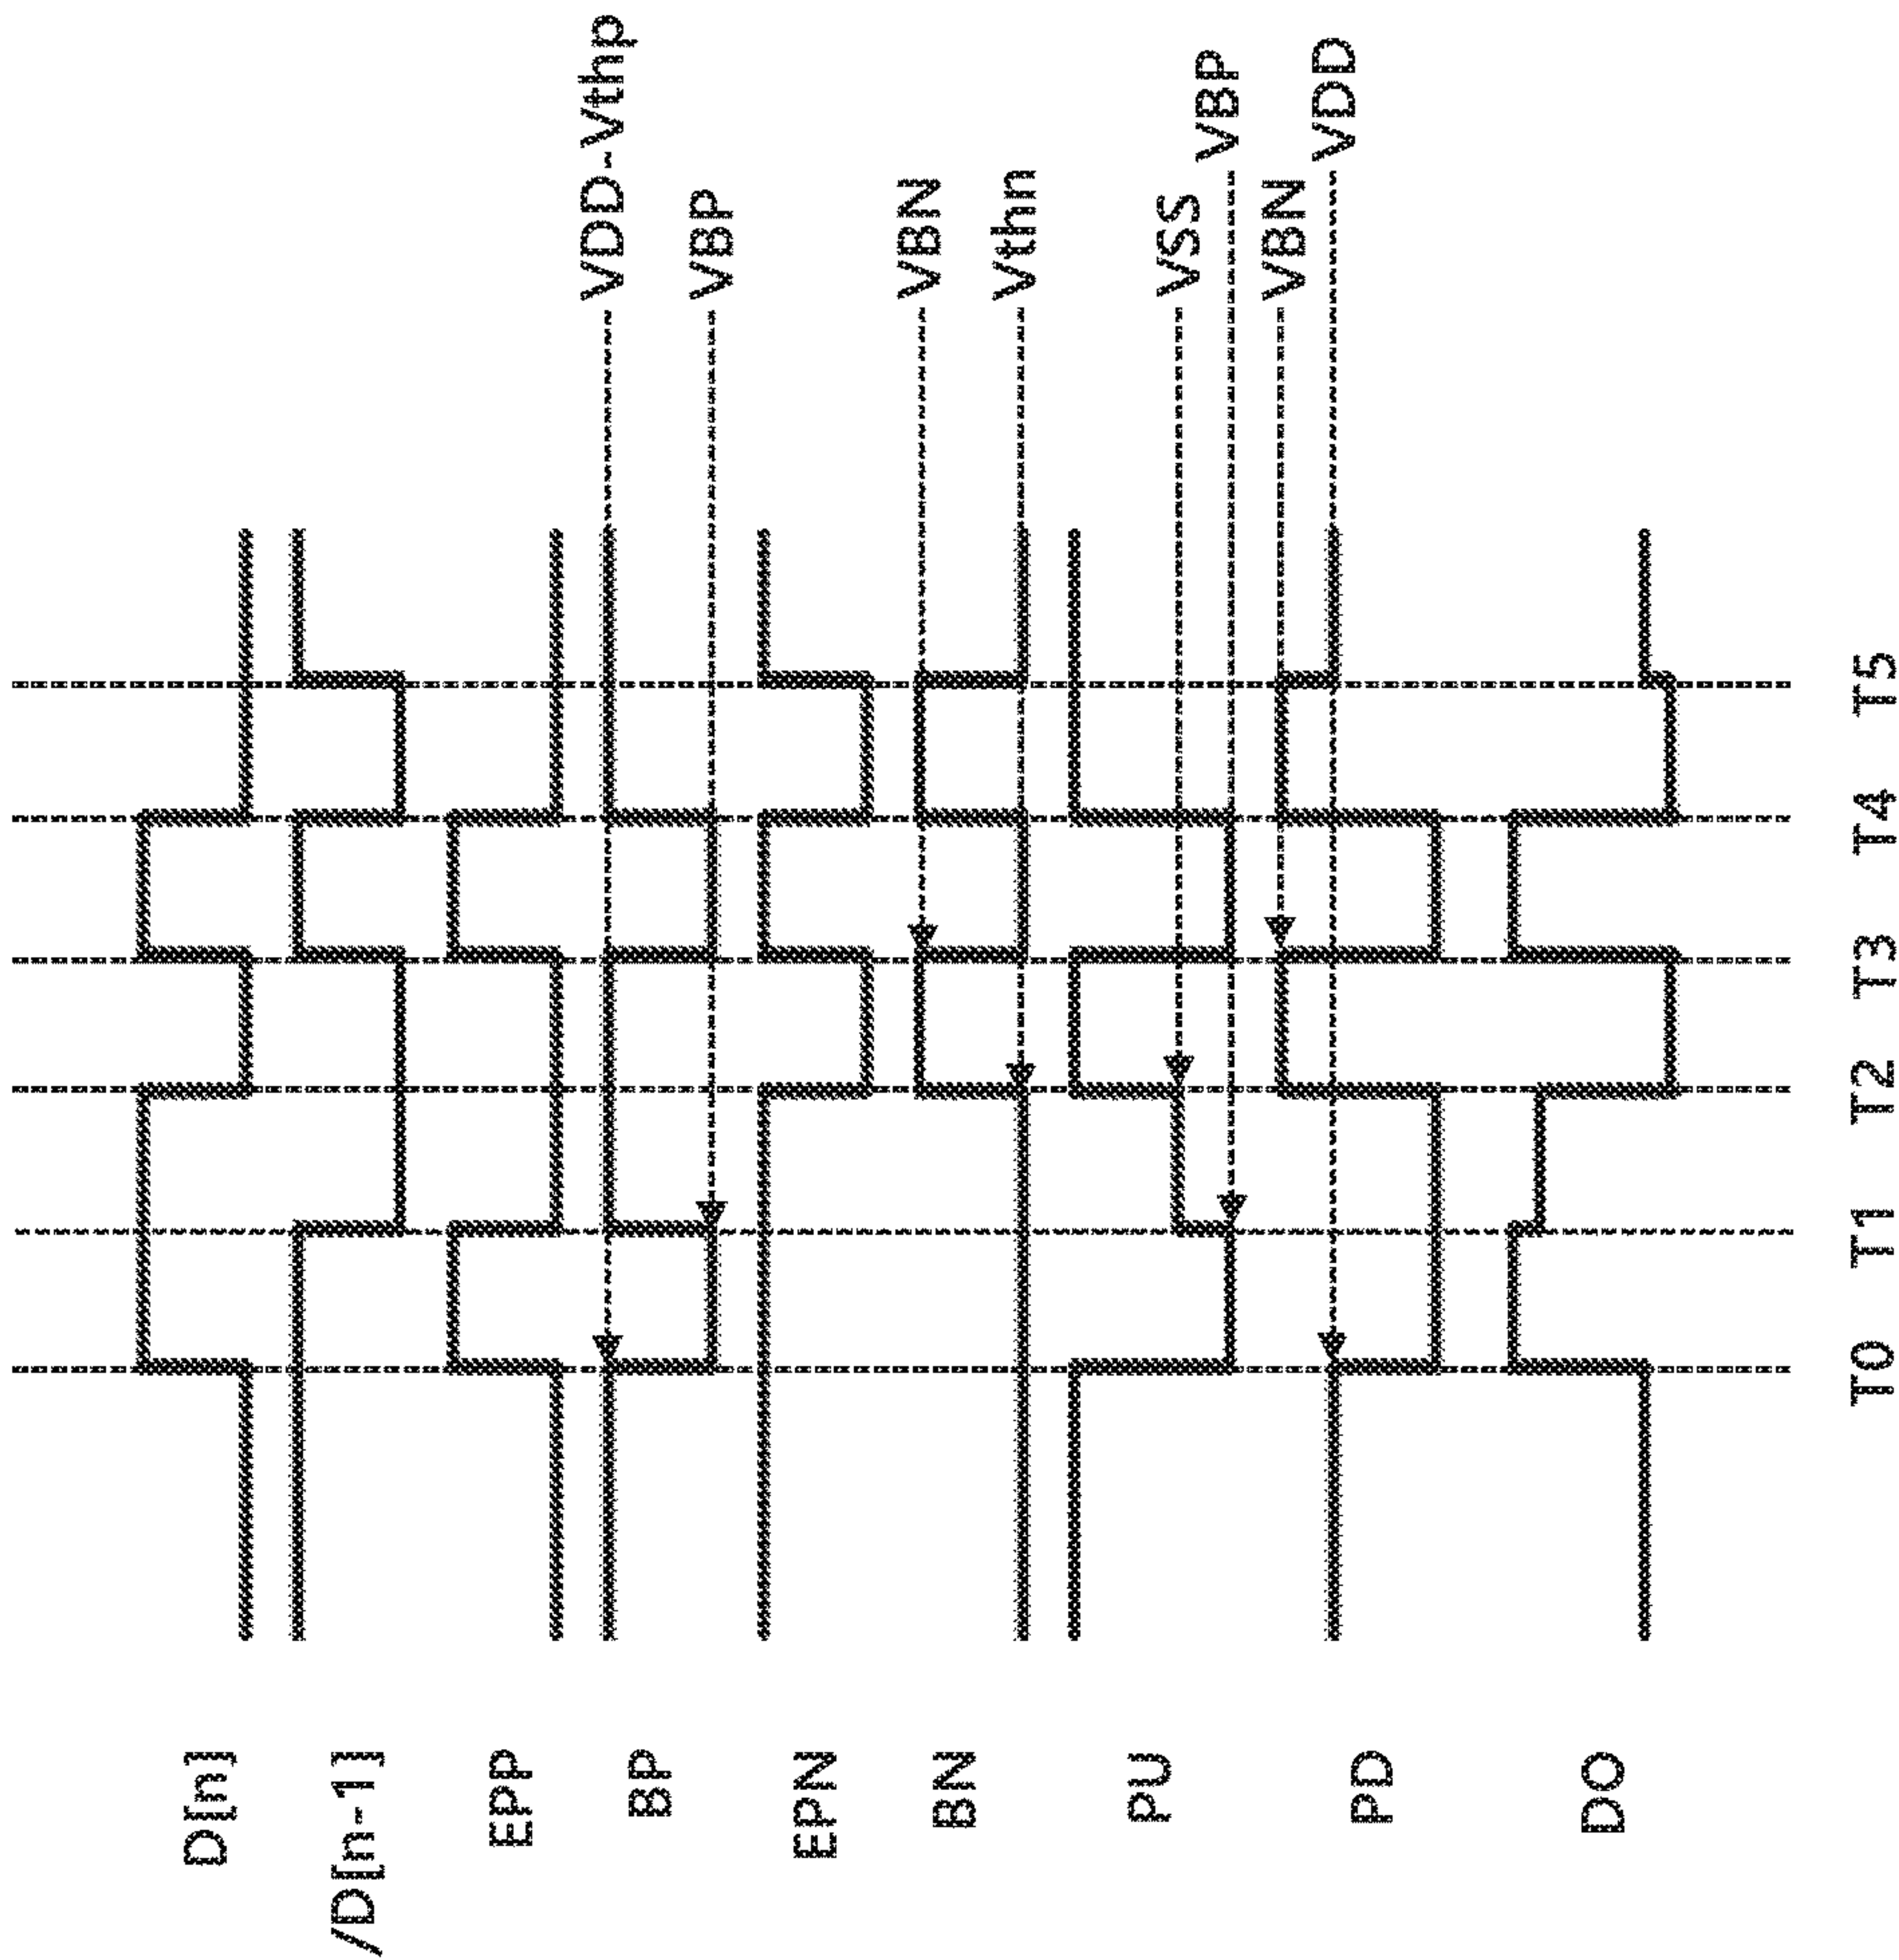 D[n]
/D[n-1]
EPP
BP
EPN
BN
PU
PD
DO
VDD-Vthp
VBP
VBN
Vthn
VSS
VBP
VBN
VDD
T0 T1 T2 T3 T4 T5